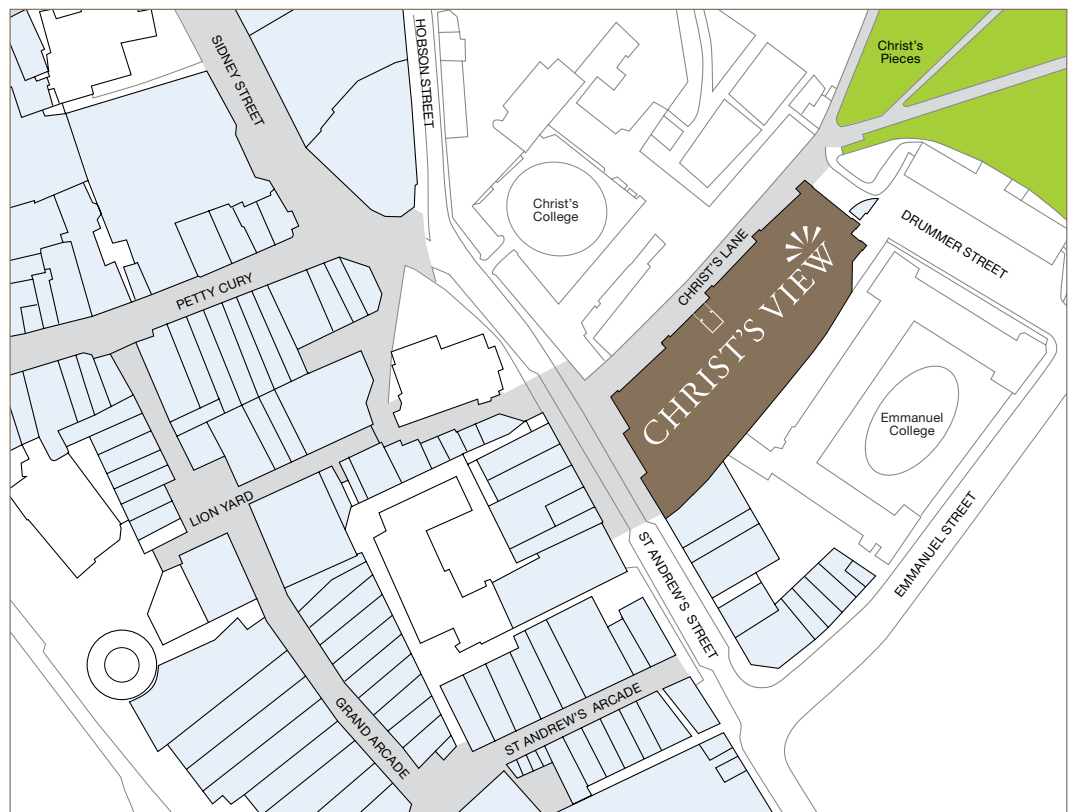 Christ's
Pieces
SIDNEY STREET
HOBSON STREET
Christ's
College
DRUMMER STREET
CHRIST'S LANE
CHRIST'S VIEW
PETTY CURY
Emmanuel
College
LION YARD
EMMANUEL STREET
ST ANDREW'S STREET
GRAND ARCADE
ST ANDREW'S ARCADE